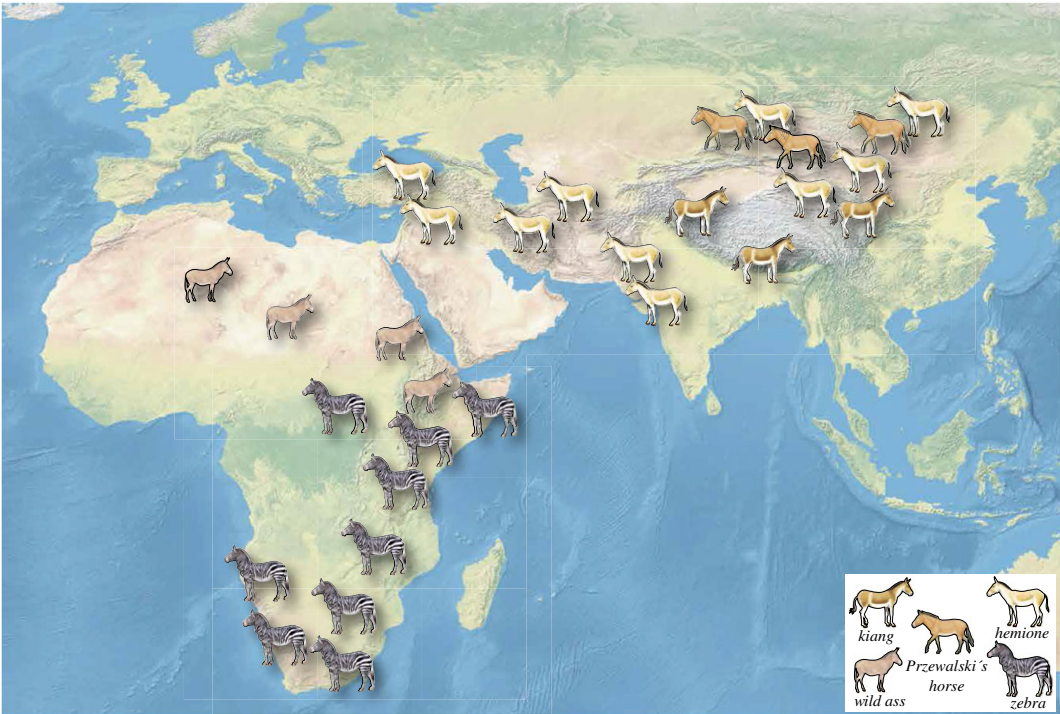 kiang
hemione
Przewalski´s
horse
wild ass
zebra